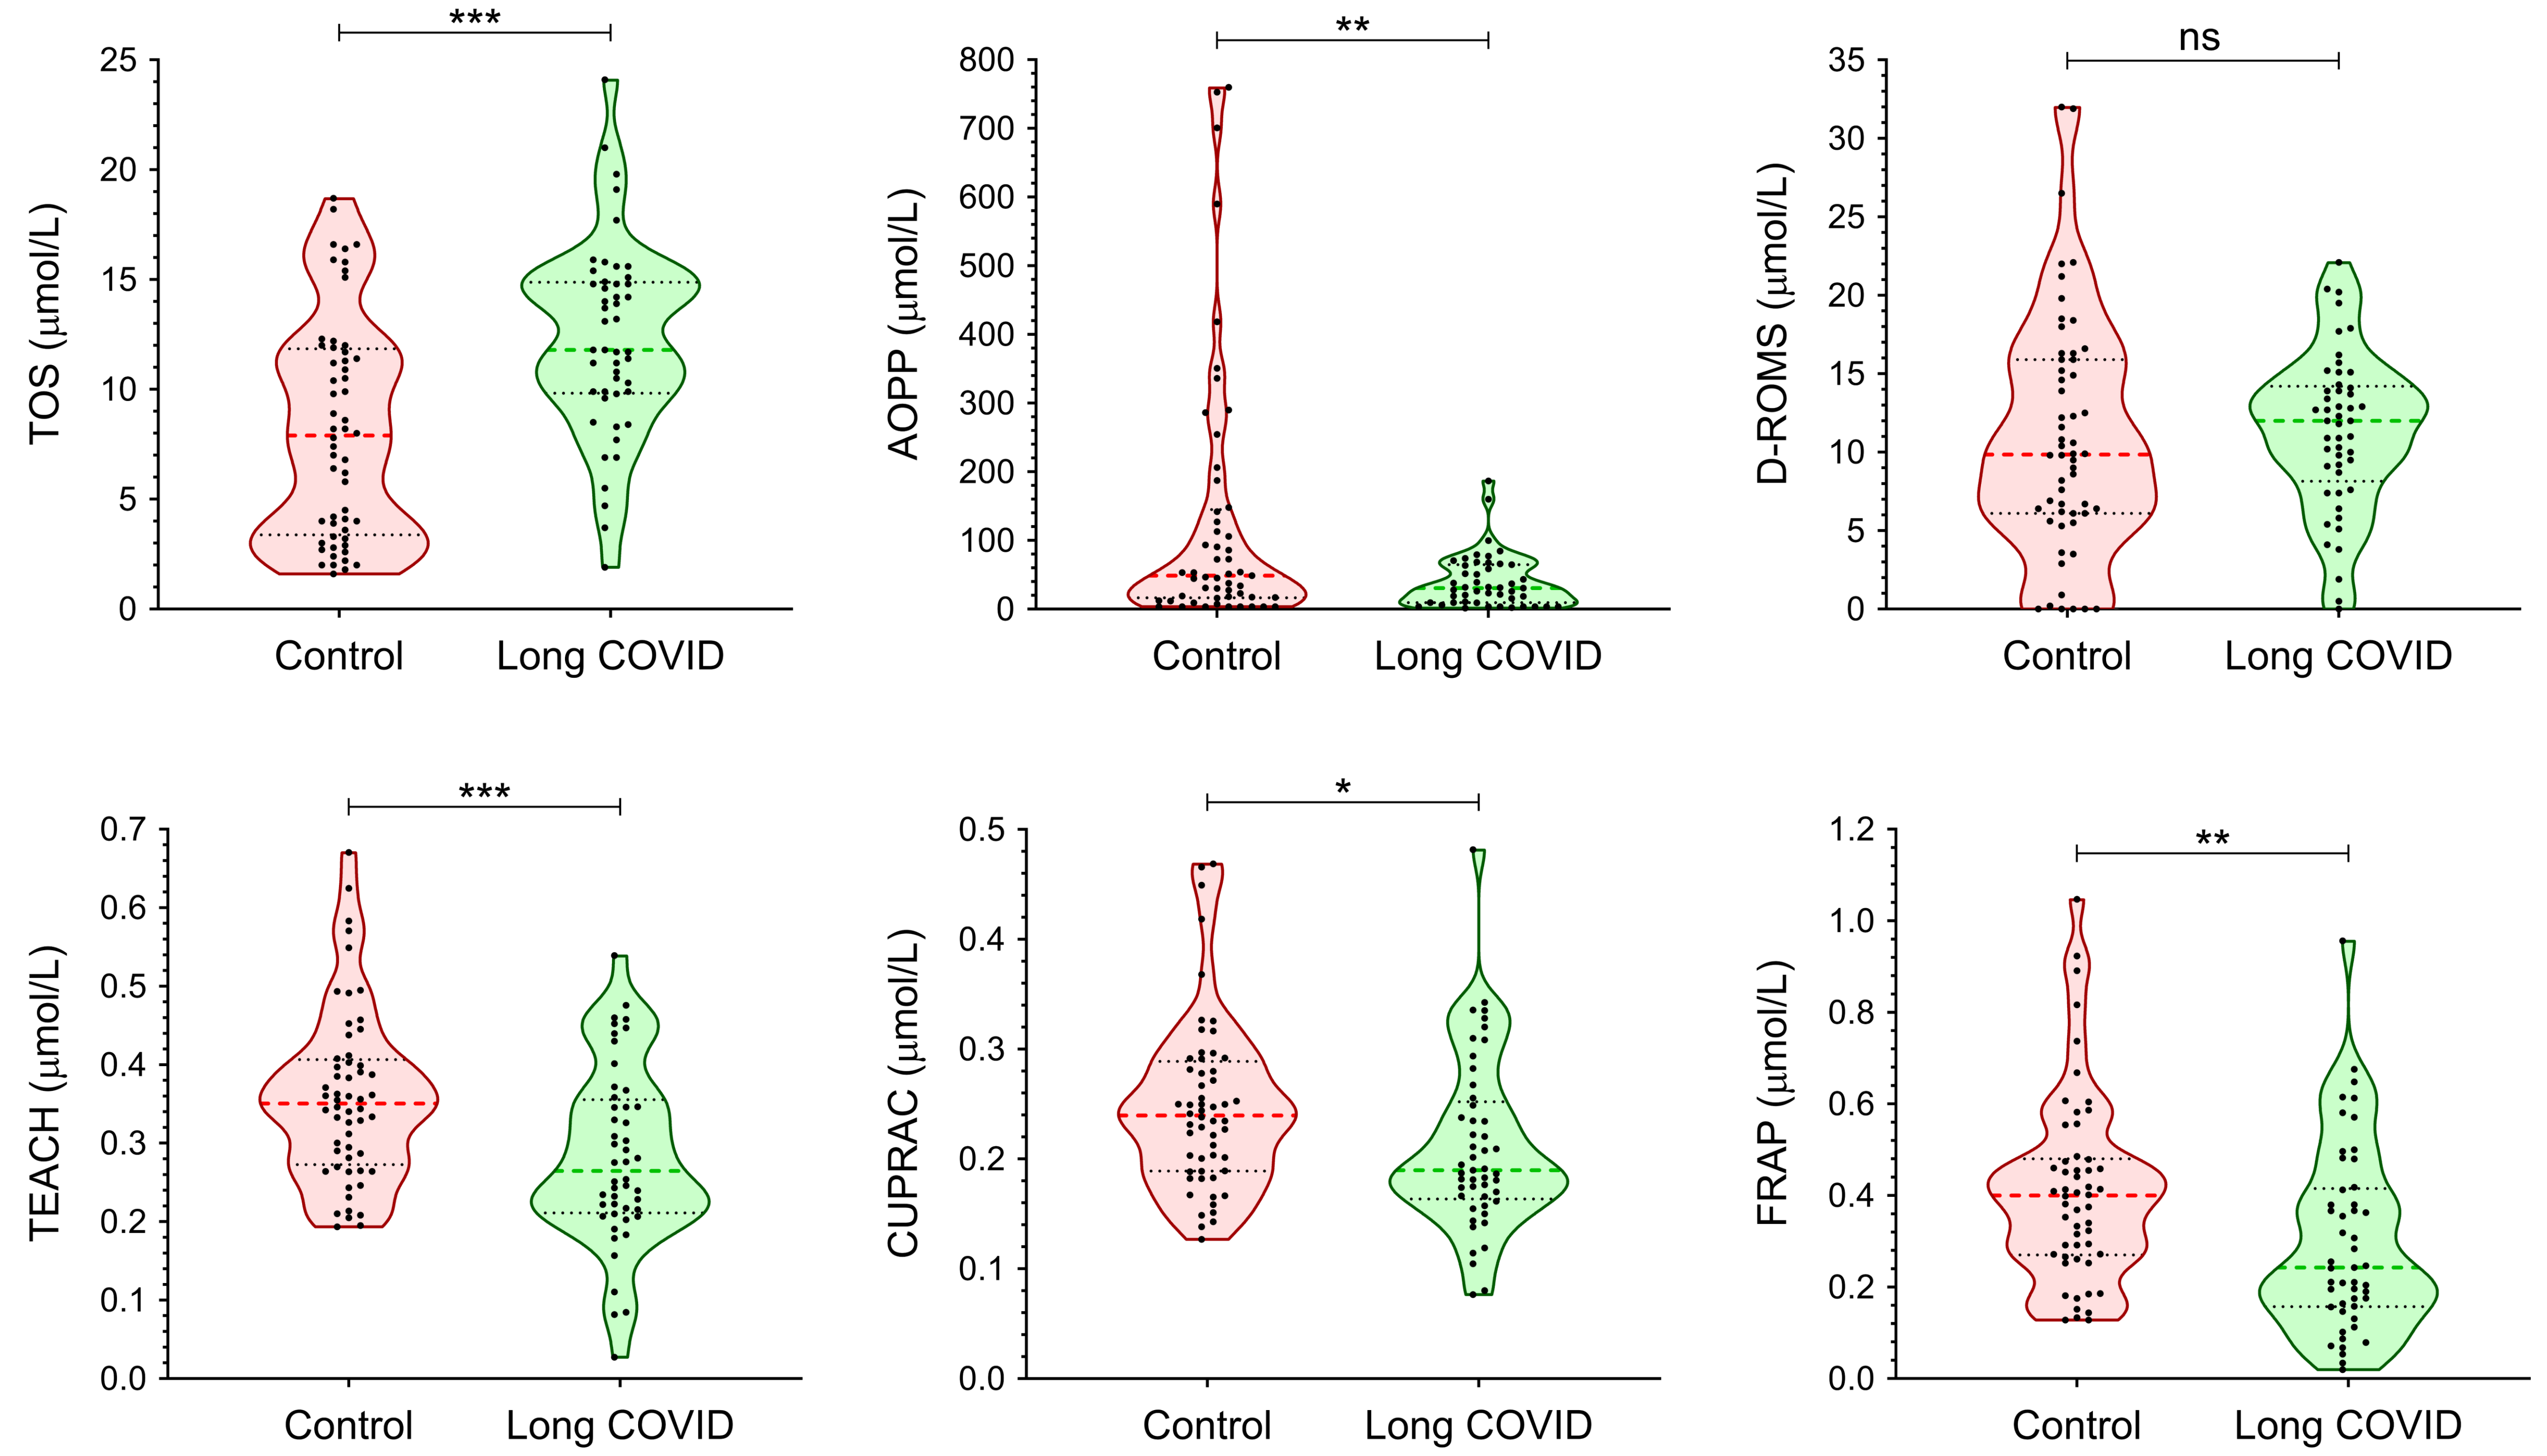 ***
25
20
15
10
5
0
TOS (μmol/L)
Control
Long COVID
**
800
700
600
500
400
300
200
100
0
AOPP (μmol/L)
Control
Long COVID
ns
35
30
25
20
15
10
5
0
D-ROMS (μmol/L)
Control
Long COVID
***
0.7
0.6
0.5
0.4
0.3
0.2
0.1
0.0
TEACH (μmol/L)
Control
Long COVID
*
0.5
0.4
0.3
0.2
0.1
0.0
CUPRAC (μmol/L)
Control
Long COVID
**
1.2
1.0
0.8
0.6
0.4
0.2
0.0
FRAP (μmol/L)
Control
Long COVID